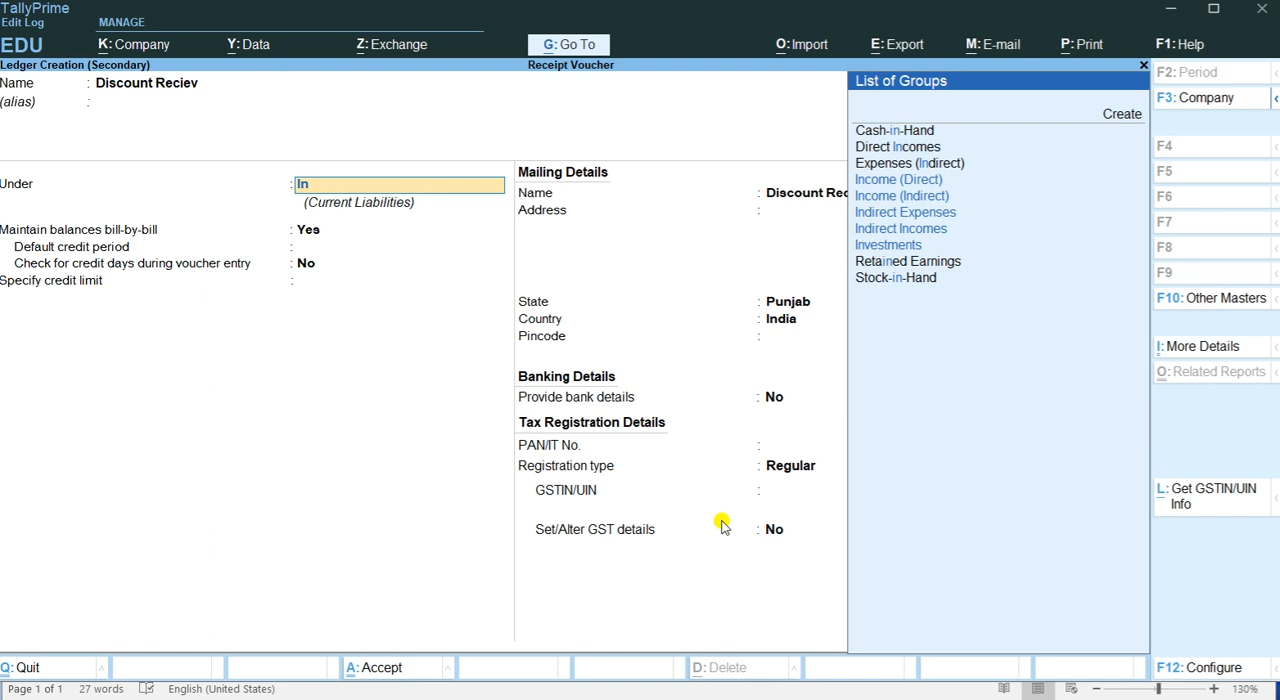 TallyPrime
Edit Log
MANAGE
EDU
K: Company
Y: Data
Z: Exchange
G: Go To
O: Import
E: Export
M: E-mail
P: Print
F1: Help
Ledger Creation (Secondary)
Receipt Voucher
Name : Discount Reciev
(alias) :
Under : In
(Current Liabilities)
Maintain balances bill-by-bill : Yes
Default credit period :
Check for credit days during voucher entry : No
Specify credit limit :
Mailing Details
Name : Discount Rec
Address :
State : Punjab
Country : India
Pincode :
Banking Details
Provide bank details : No
Tax Registration Details
PAN/IT No. :
Registration type : Regular
GSTIN/UIN :
Set/Alter GST details : No
List of Groups
Create
Cash-in-Hand
Direct Incomes
Expenses (Indirect)
Income (Direct)
Income (Indirect)
Indirect Expenses
Indirect Incomes
Investments
Retained Earnings
Stock-in-Hand
F2: Period
F3: Company
F4
F5
F6
F7
F8
F9
F10: Other Masters
I: More Details
O: Related Reports
L: Get GSTIN/UIN
Info
Q: Quit
A: Accept
D: Delete
F12: Configure
Page 1 of 1
27 words
English (United States)
130%